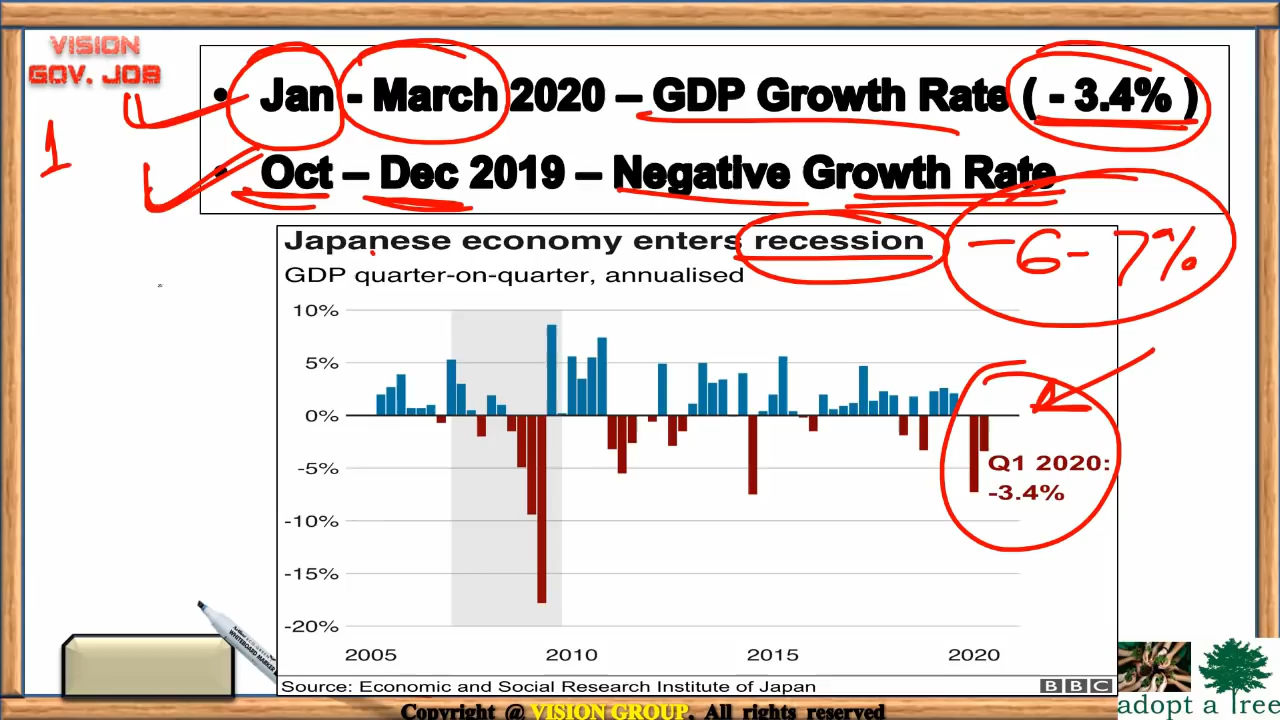 VISION
GOV. JOB
• Jan - March 2020 – GDP Growth Rate ( - 3.4% )
1
• Oct – Dec 2019 – Negative Growth Rate
Japanese economy enters recession
-6-7%
GDP quarter-on-quarter, annualised
10%
5%
0%
-5%
-10%
-15%
-20%
Q1 2020:
-3.4%
2005 2010 2015 2020
Source: Economic and Social Research Institute of Japan
BBC
WHITEBOARD MARKER
adopt a Tree
Copyright @ VISION GROUP. All rights reserved